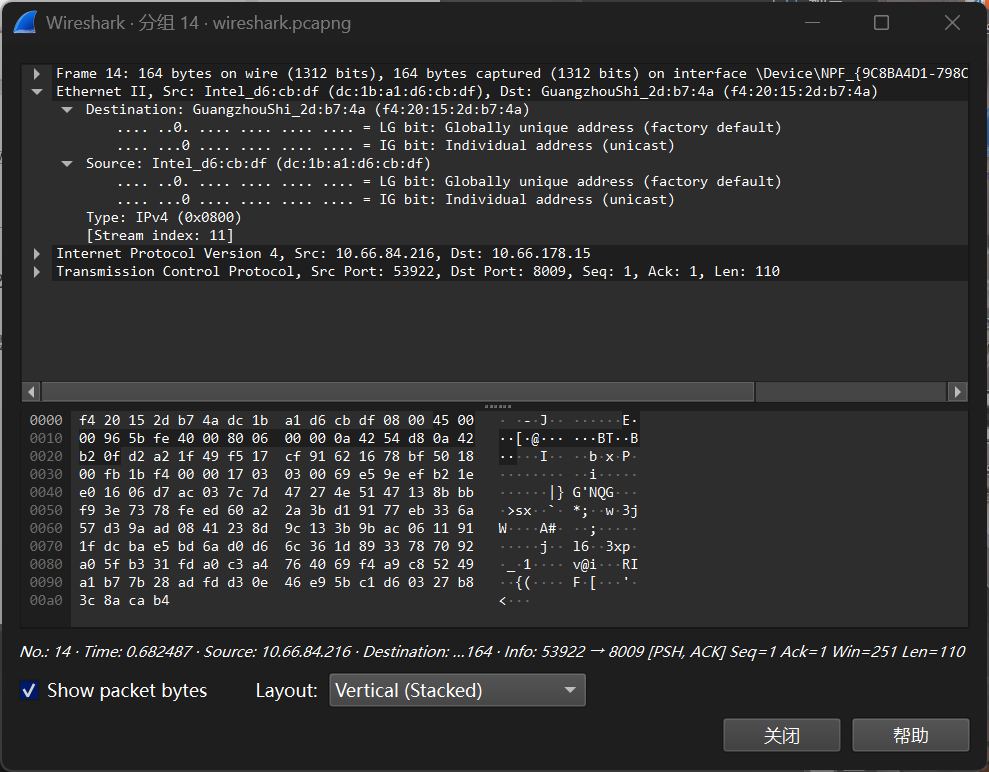 Wireshark · 分组 14 · wireshark.pcapng
Frame 14: 164 bytes on wire (1312 bits), 164 bytes captured (1312 bits) on interface \Device\NPF_{9C8BA4D1-798C
Ethernet II, Src: Intel_d6:cb:df (dc:1b:a1:d6:cb:df), Dst: GuangzhouShi_2d:b7:4a (f4:20:15:2d:b7:4a)
Destination: GuangzhouShi_2d:b7:4a (f4:20:15:2d:b7:4a)
.... ..0. .... .... .... .... = LG bit: Globally unique address (factory default)
.... ...0 .... .... .... .... = IG bit: Individual address (unicast)
Source: Intel_d6:cb:df (dc:1b:a1:d6:cb:df)
.... ..0. .... .... .... .... = LG bit: Globally unique address (factory default)
.... ...0 .... .... .... .... = IG bit: Individual address (unicast)
Type: IPv4 (0x0800)
[Stream index: 11]
Internet Protocol Version 4, Src: 10.66.84.216, Dst: 10.66.178.15
Transmission Control Protocol, Src Port: 53922, Dst Port: 8009, Seq: 1, Ack: 1, Len: 110
0000 f4 20 15 2d b7 4a dc 1b a1 d6 cb df 08 00 45 00 · ·-·J·· ······E·
0010 00 96 5b fe 40 00 80 06 00 00 0a 42 54 d8 0a 42 ··[·@··· ···BT··B
0020 b2 0f d2 a2 1f 49 f5 17 cf 91 62 16 78 bf 50 18 ·····I·· ··b·x·P·
0030 00 fb 1b f4 00 00 17 03 03 00 69 e5 9e ef b2 1e ········ ··i·····
0040 e0 16 06 d7 ac 03 7c 7d 47 27 4e 51 47 13 8b bb ······|} G'NQG···
0050 f9 3e 73 78 fe ed 60 a2 2a 3b d1 91 77 eb 33 6a ·>sx··`· *;··w·3j
0060 57 d3 9a ad 08 41 23 8d 9c 13 3b 9b ac 06 11 91 W····A#· ··;·····
0070 1f dc ba e5 bd 6a d0 d6 6c 36 1d 89 33 78 70 92 ·····j·· l6··3xp·
0080 a0 5f b3 31 fd a0 c3 a4 76 40 69 f4 a9 c8 52 49 ·_·1···· v@i···RI
0090 a1 b7 7b 28 ad fd d3 0e 46 e9 5b c1 d6 03 27 b8 ··{(···· F·[···'·
00a0 3c 8a ca b4 <···
No.: 14 · Time: 0.682487 · Source: 10.66.84.216 · Destination: ...164 · Info: 53922 → 8009 [PSH, ACK] Seq=1 Ack=1 Win=251 Len=110
Show packet bytes Layout: Vertical (Stacked)
关闭 帮助